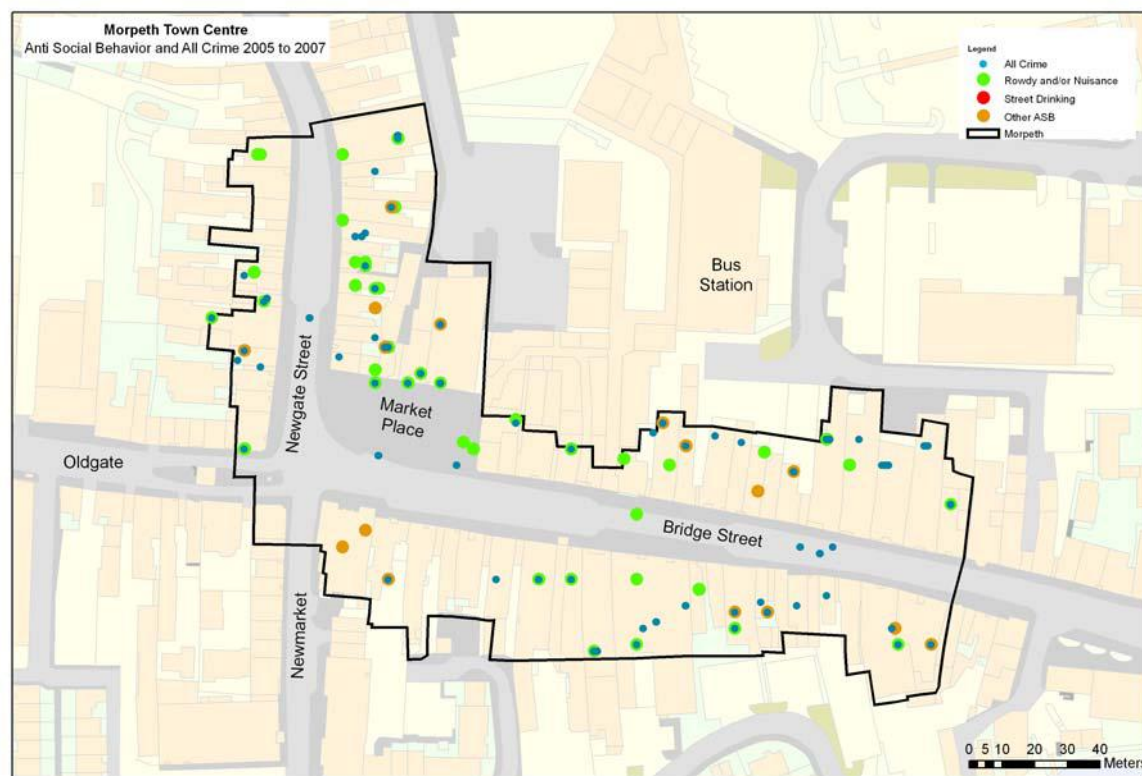 Morpeth Town Centre
Anti Social Behavior and All Crime 2005 to 2007
Legend
All Crime
Rowdy and/or Nuisance
Street Drinking
Other ASB
Morpeth
Bus
Station
Newgate Street
Market
Place
Oldgate
Bridge Street
Newmarket
0 5 10 20 30 40
Meters